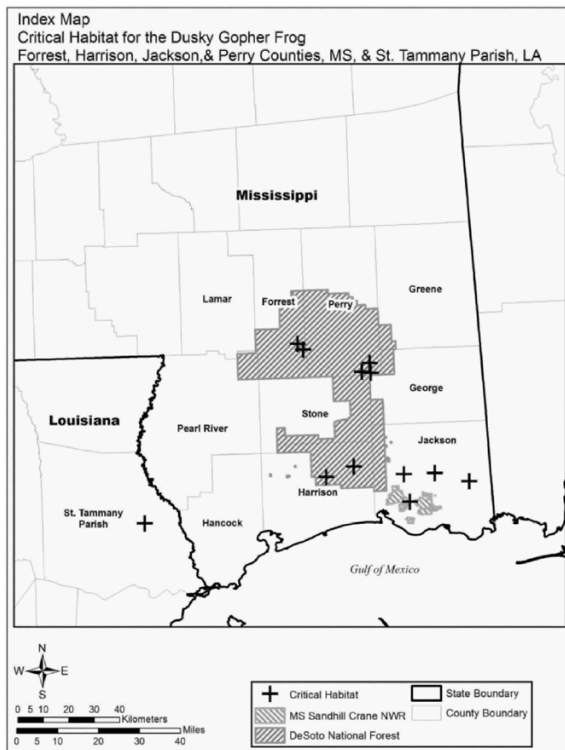 Index Map
Critical Habitat for the Dusky Gopher Frog
Forrest, Harrison, Jackson,& Perry Counties, MS, & St. Tammany Parish, LA
Mississippi
Lamar
Forrest
Perry
Greene
George
Louisiana
Pearl River
Stone
Jackson
Harrison
St. Tammany
Parish
Hancock
Gulf of Mexico
N
W E
S
0 5 10 20 30 40
Kilometers
Miles
0 10 20 30 40
Critical Habitat
State Boundary
MS Sandhill Crane NWR
County Boundary
DeSoto National Forest